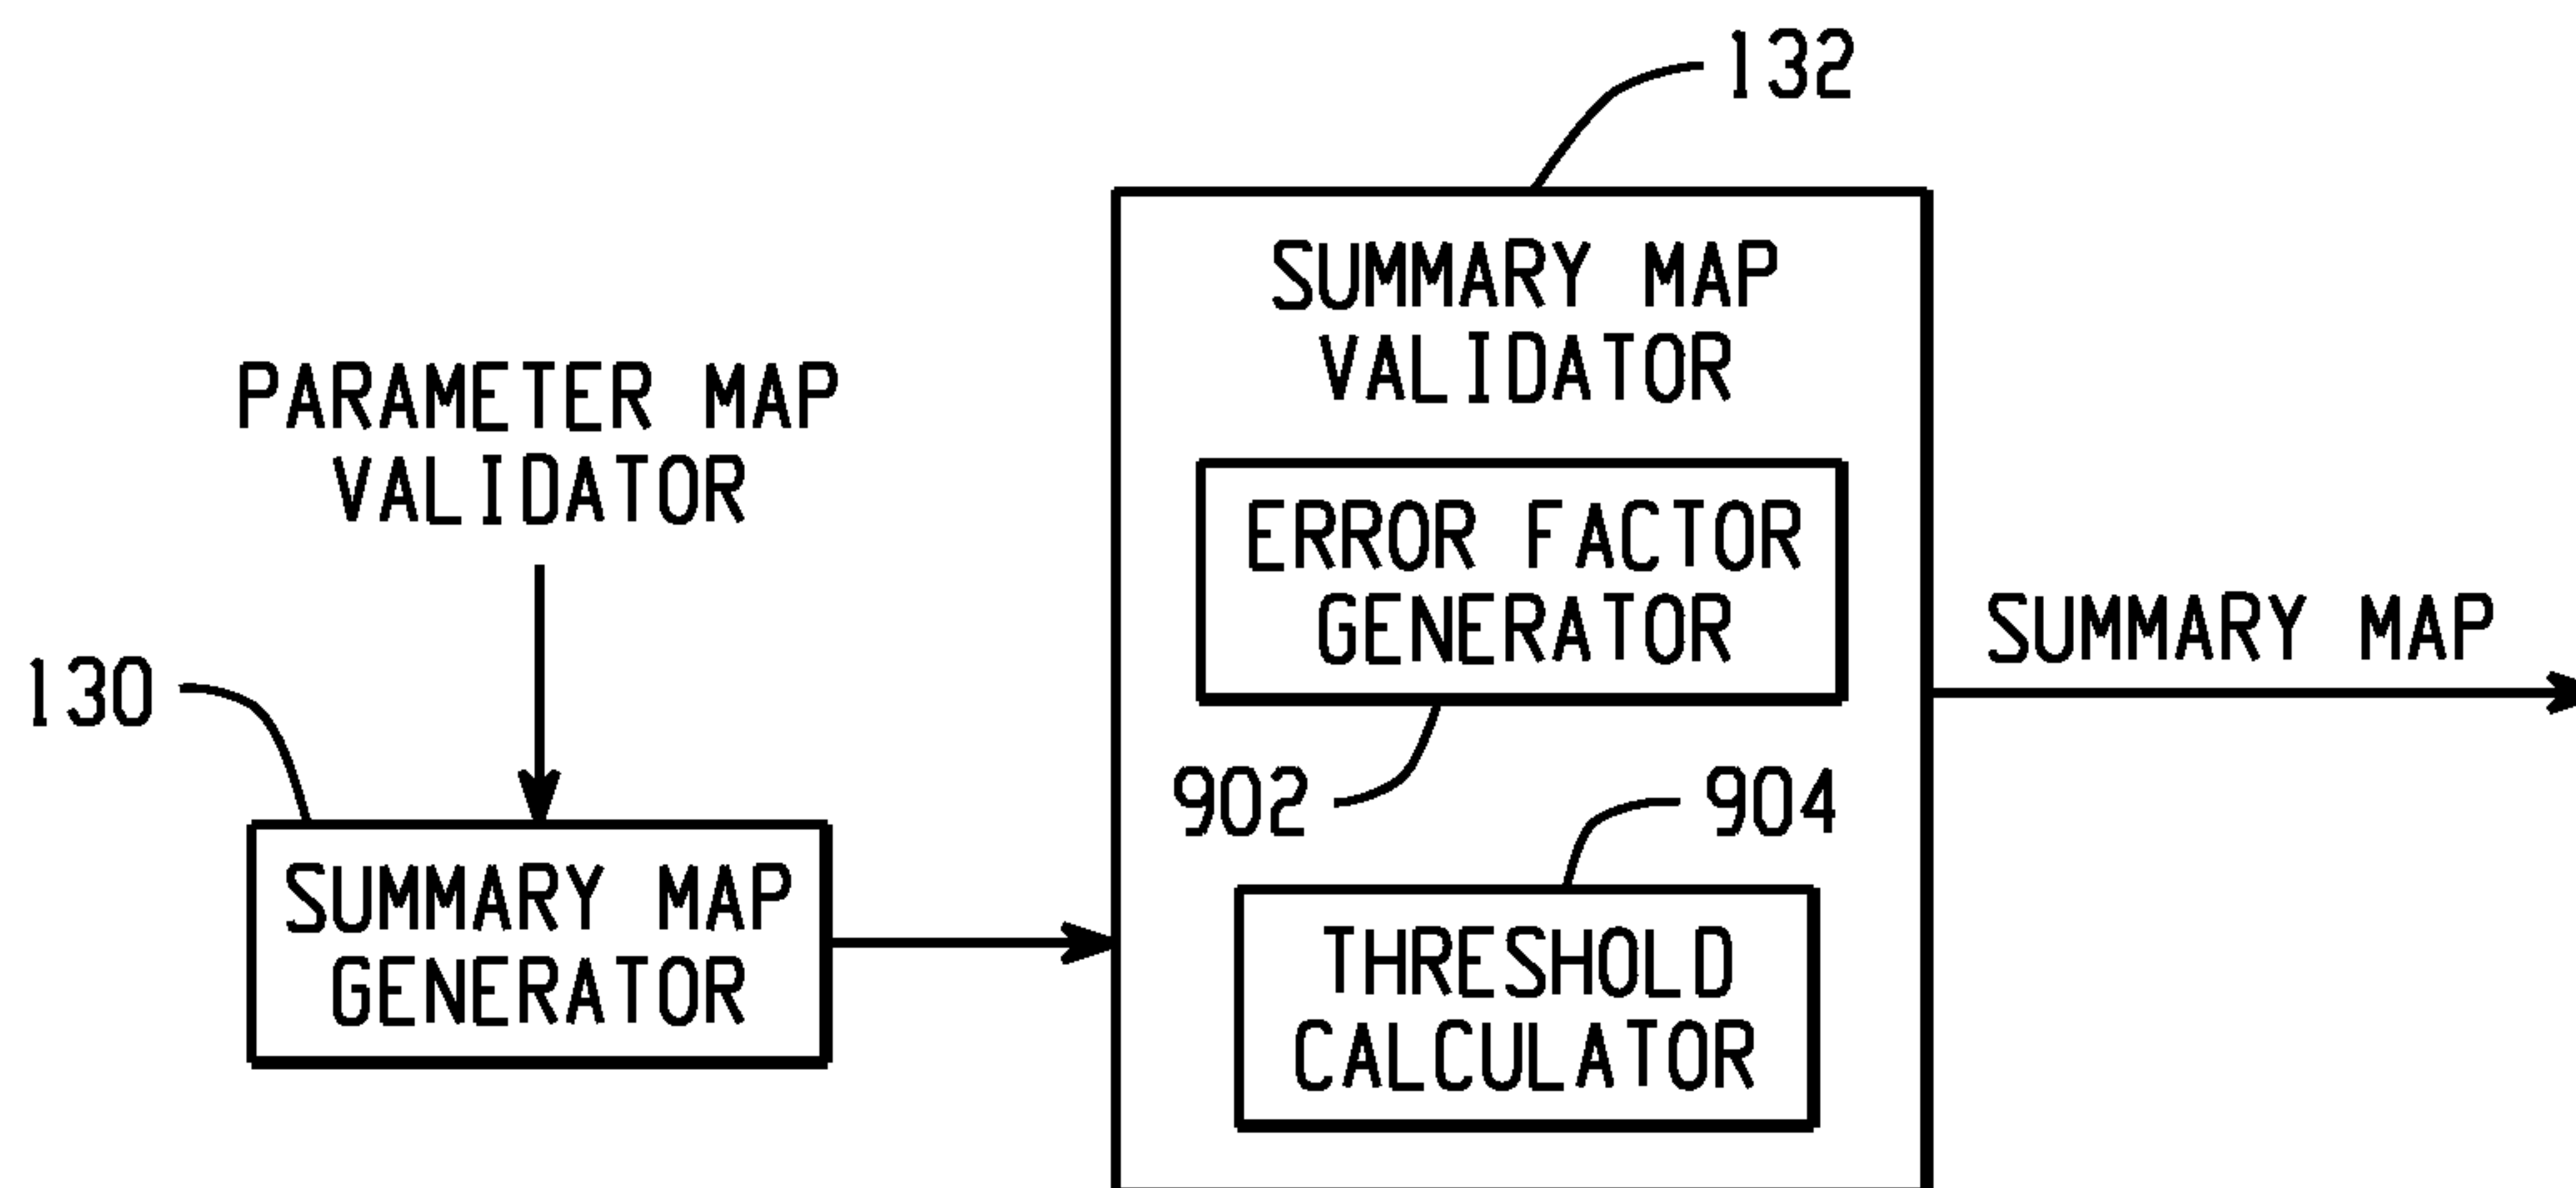 132
SUMMARY MAP
VALIDATOR
PARAMETER MAP
VALIDATOR
ERROR FACTOR
GENERATOR
SUMMARY MAP
130
902
904
SUMMARY MAP
GENERATOR
THRESHOLD
CALCULATOR